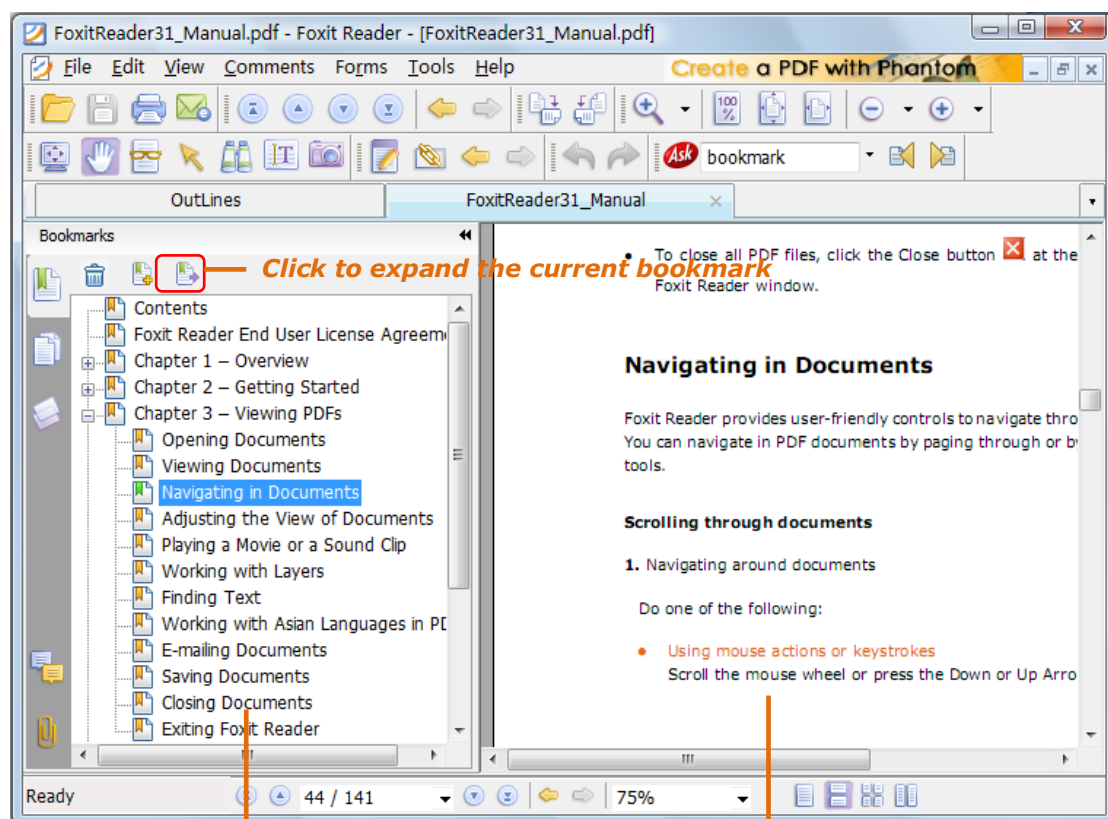 FoxitReader31_Manual.pdf - Foxit Reader - [FoxitReader31_Manual.pdf]
File Edit View Comments Forms Tools Help Create a PDF with Phantom
100 %
Ask bookmark
OutLines FoxitReader31_Manual
Bookmarks
Click to expand the current bookmark
Contents
Foxit Reader End User License Agreeme
Chapter 1 – Overview
Chapter 2 – Getting Started
Chapter 3 – Viewing PDFs
Opening Documents
Viewing Documents
Navigating in Documents
Adjusting the View of Documents
Playing a Movie or a Sound Clip
Working with Layers
Finding Text
Working with Asian Languages in PD
E-mailing Documents
Saving Documents
Closing Documents
Exiting Foxit Reader
• To close all PDF files, click the Close button at the
Foxit Reader window.
Navigating in Documents
Foxit Reader provides user-friendly controls to navigate thro
You can navigate in PDF documents by paging through or by
tools.
Scrolling through documents
1. Navigating around documents
Do one of the following:
• Using mouse actions or keystrokes
Scroll the mouse wheel or press the Down or Up Arro
Ready 44 / 141 75%